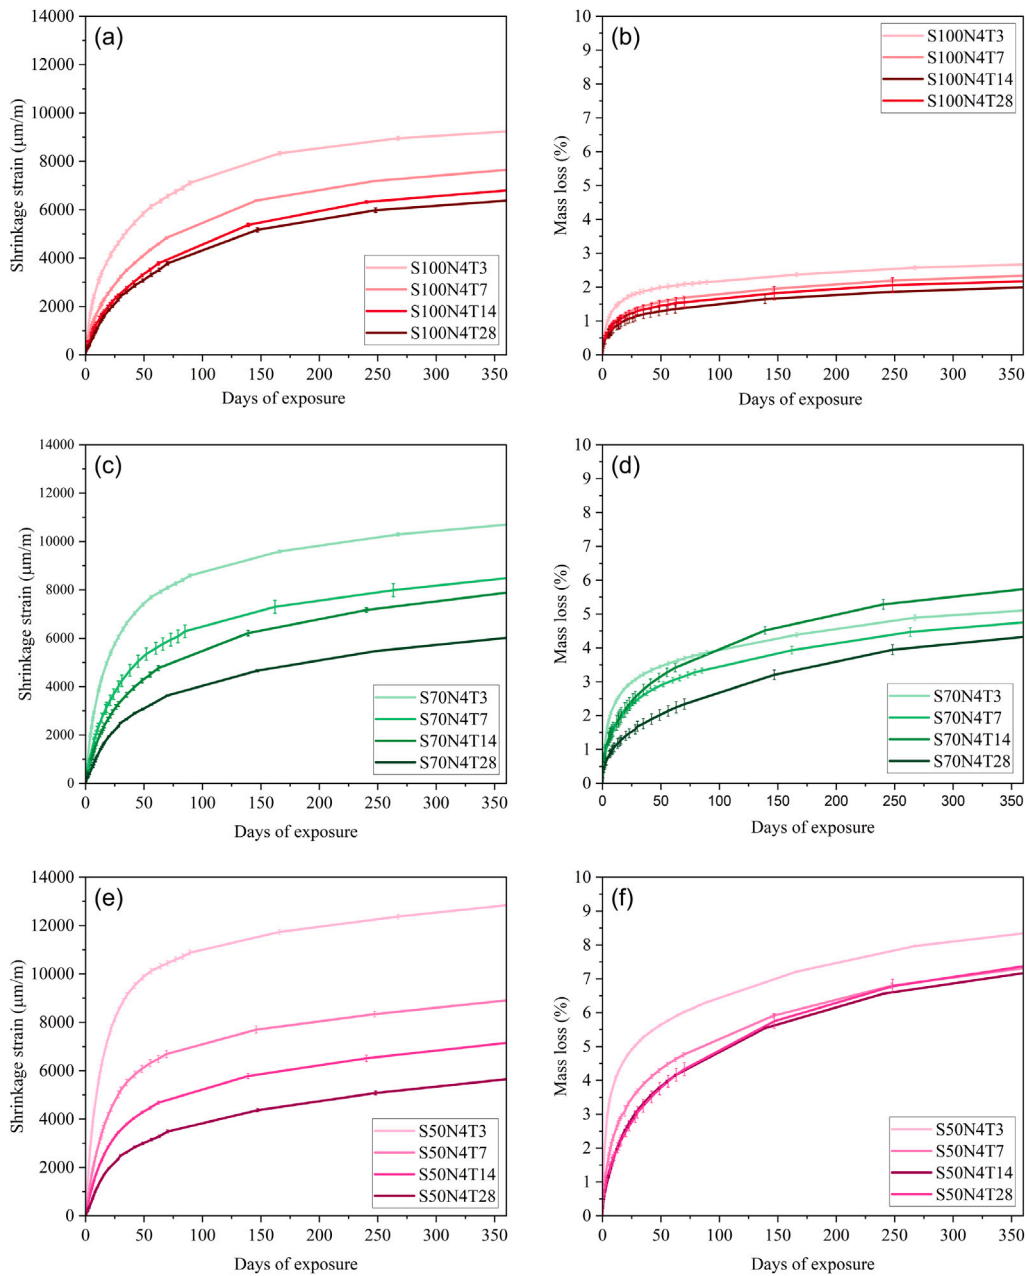 (a)
14000
12000
10000
8000
6000
4000
2000
0
Shrinkage strain (μm/m)
S100N4T3
S100N4T7
S100N4T14
S100N4T28
0 50 100 150 200 250 300 350
Days of exposure
(b)
10
9
8
7
6
5
4
3
2
1
0
Mass loss (%)
S100N4T3
S100N4T7
S100N4T14
S100N4T28
0 50 100 150 200 250 300 350
Days of exposure
(c)
14000
12000
10000
8000
6000
4000
2000
0
Shrinkage strain (μm/m)
S70N4T3
S70N4T7
S70N4T14
S70N4T28
0 50 100 150 200 250 300 350
Days of exposure
(d)
10
9
8
7
6
5
4
3
2
1
0
Mass loss (%)
S70N4T3
S70N4T7
S70N4T14
S70N4T28
0 50 100 150 200 250 300 350
Days of exposure
(e)
14000
12000
10000
8000
6000
4000
2000
0
Shrinkage strain (μm/m)
S50N4T3
S50N4T7
S50N4T14
S50N4T28
0 50 100 150 200 250 300 350
Days of exposure
(f)
10
9
8
7
6
5
4
3
2
1
0
Mass loss (%)
S50N4T3
S50N4T7
S50N4T14
S50N4T28
0 50 100 150 200 250 300 350
Days of exposure